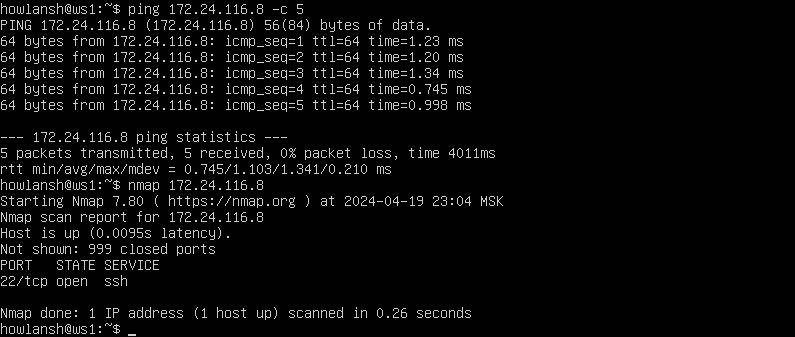 howlansh@ws1:~$ ping 172.24.116.8 -c 5
PING 172.24.116.8 (172.24.116.8) 56(84) bytes of data.
64 bytes from 172.24.116.8: icmp_seq=1 ttl=64 time=1.23 ms
64 bytes from 172.24.116.8: icmp_seq=2 ttl=64 time=1.20 ms
64 bytes from 172.24.116.8: icmp_seq=3 ttl=64 time=1.34 ms
64 bytes from 172.24.116.8: icmp_seq=4 ttl=64 time=0.745 ms
64 bytes from 172.24.116.8: icmp_seq=5 ttl=64 time=0.998 ms

--- 172.24.116.8 ping statistics ---
5 packets transmitted, 5 received, 0% packet loss, time 4011ms
rtt min/avg/max/mdev = 0.745/1.103/1.341/0.210 ms
howlansh@ws1:~$ nmap 172.24.116.8
Starting Nmap 7.80 ( https://nmap.org ) at 2024-04-19 23:04 MSK
Nmap scan report for 172.24.116.8
Host is up (0.0095s latency).
Not shown: 999 closed ports
PORT   STATE SERVICE
22/tcp open  ssh

Nmap done: 1 IP address (1 host up) scanned in 0.26 seconds
howlansh@ws1:~$ _